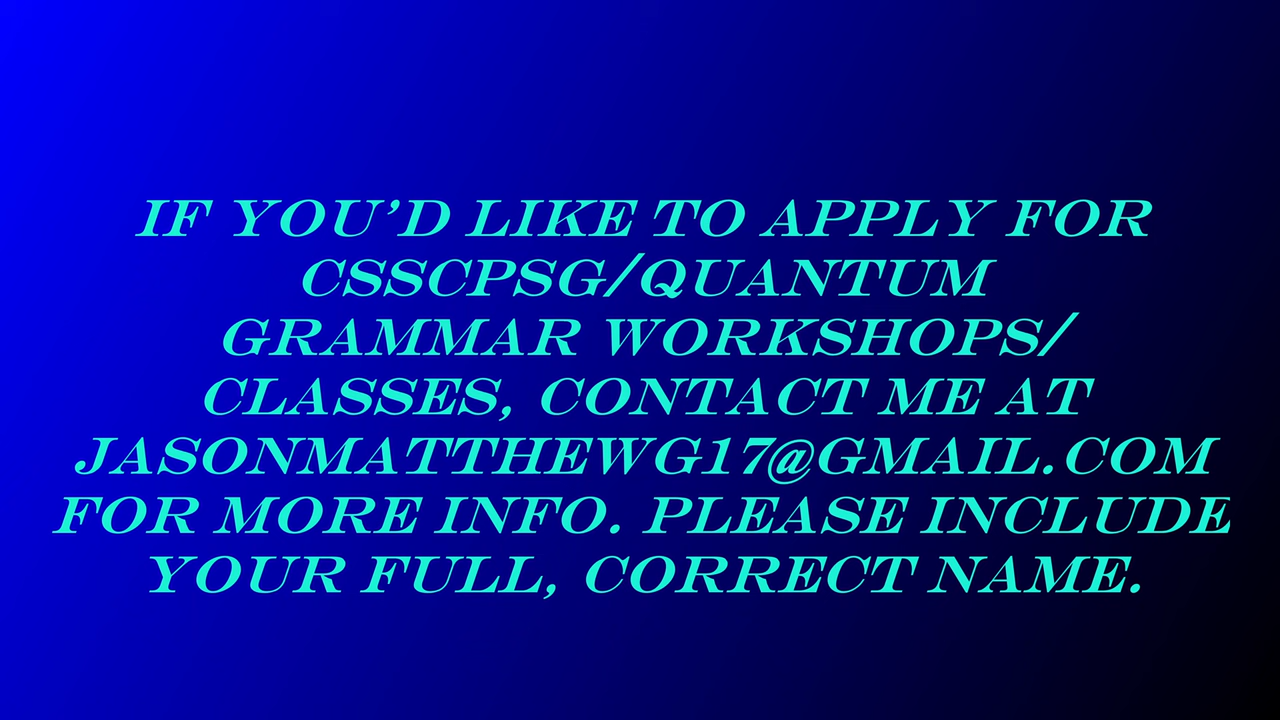 IF YOU'D LIKE TO APPLY FOR
CSSCPSG/QUANTUM
GRAMMAR WORKSHOPS/
CLASSES, CONTACT ME AT
JASONMATTHEWG17@GMAIL.COM
FOR MORE INFO. PLEASE INCLUDE
YOUR FULL, CORRECT NAME.